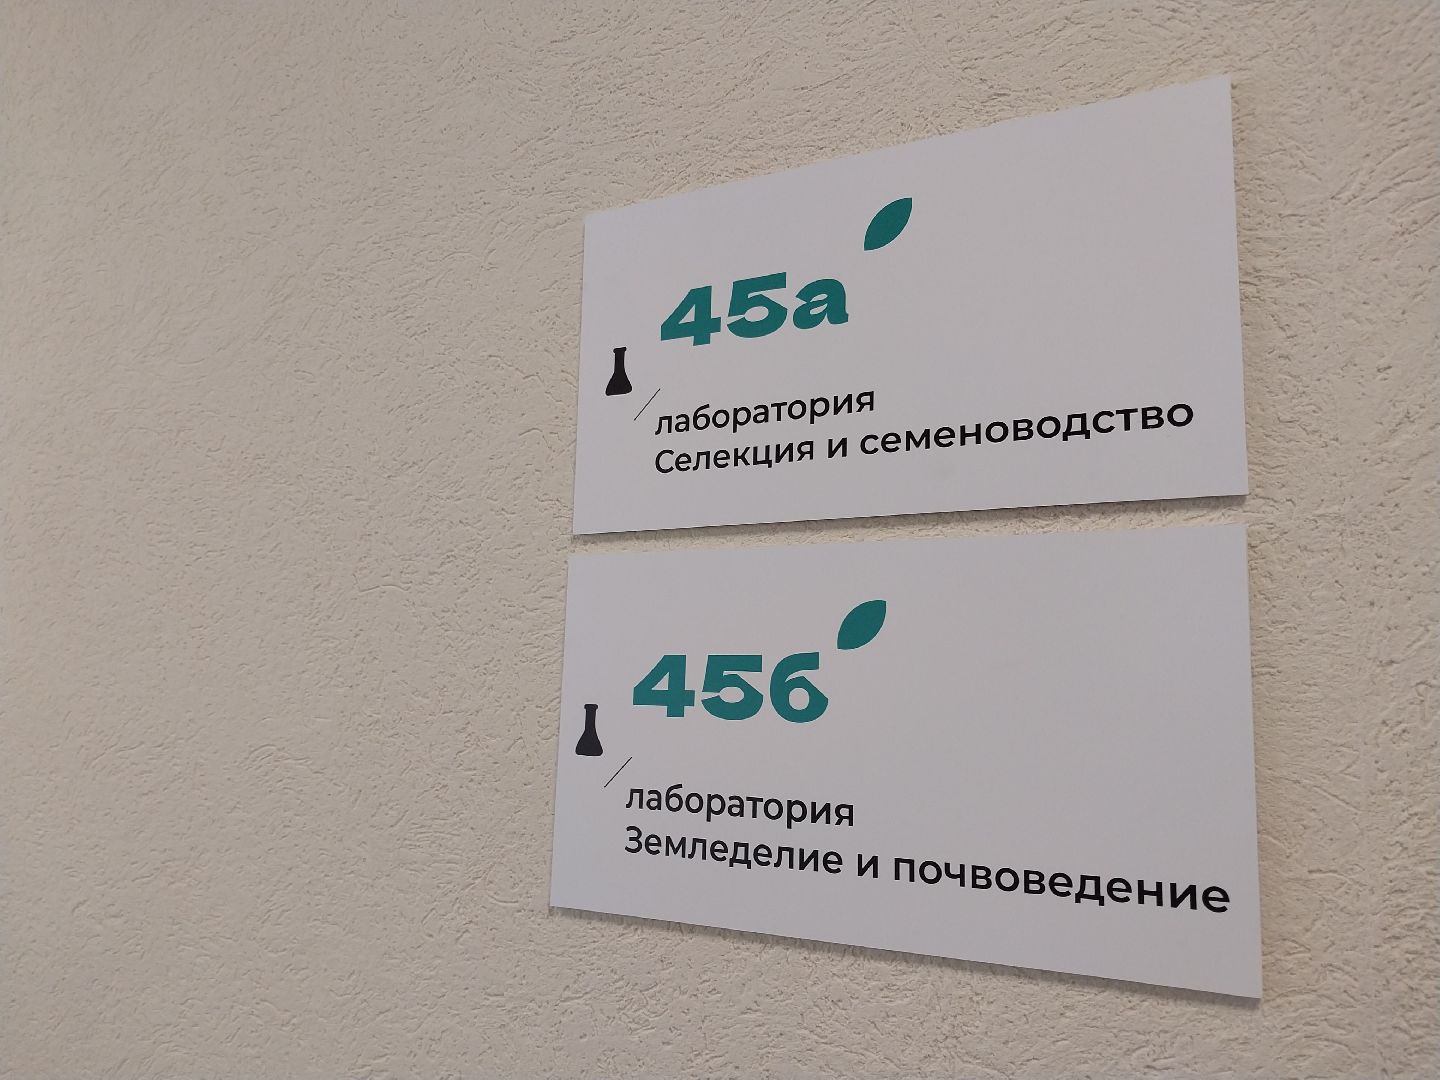 45а
лаборатория
Селекция и семеноводство
45б
лаборатория
Земледелие и почвоведение